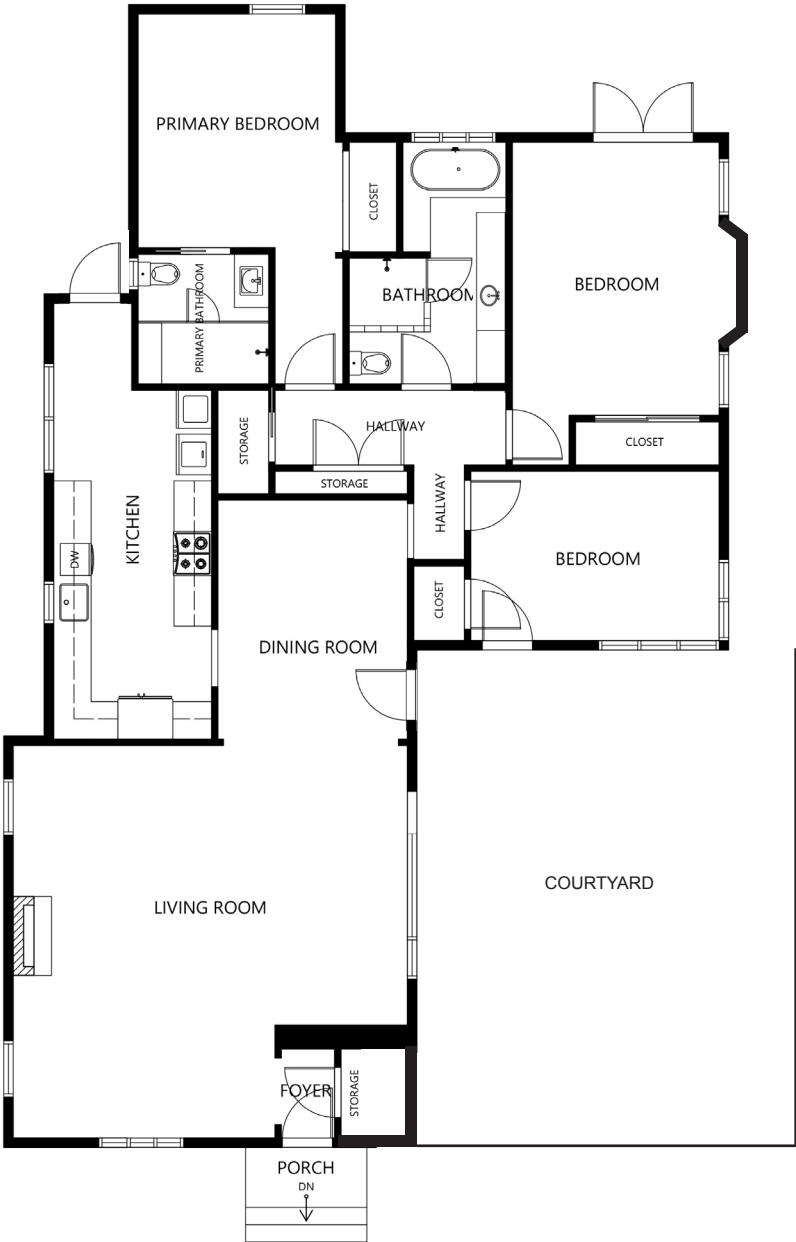 PRIMARY BEDROOM
CLOSET
PRIMARY BATHROOM
BATHROOM
BEDROOM
HALLWAY
STORAGE
STORAGE
CLOSET
HALLWAY
KITCHEN
DW
BEDROOM
CLOSET
DINING ROOM
LIVING ROOM
COURTYARD
FOYER
STORAGE
PORCH
DN